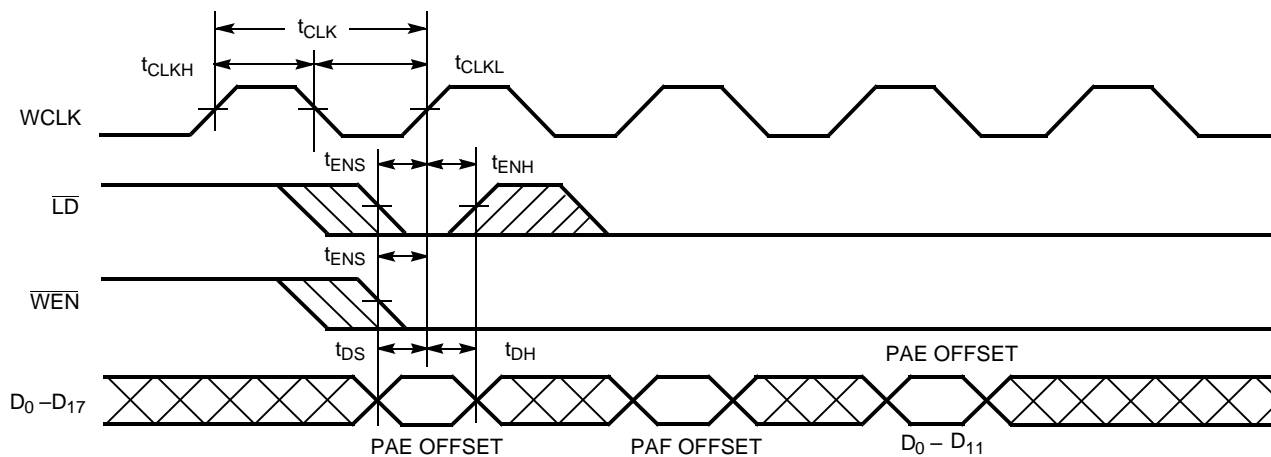 tCLK
tCLKH
tCLKL
WCLK
tENS
tENH
LD
tENS
WEN
tDS
tDH
PAE OFFSET
D0 –D17
PAE OFFSET
PAF OFFSET
D0 – D11